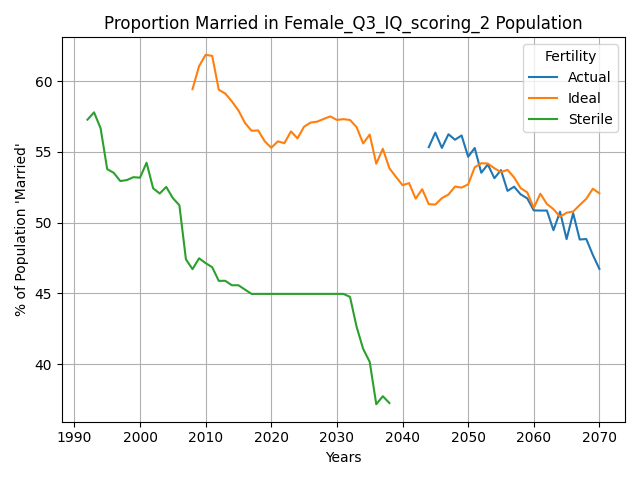 Proportion Married in Female_Q3_IQ_scoring_2 Population
Fertility
Actual
Ideal
Sterile
% of Population 'Married'
60
55
50
45
40
1990 2000 2010 2020 2030 2040 2050 2060 2070
Years